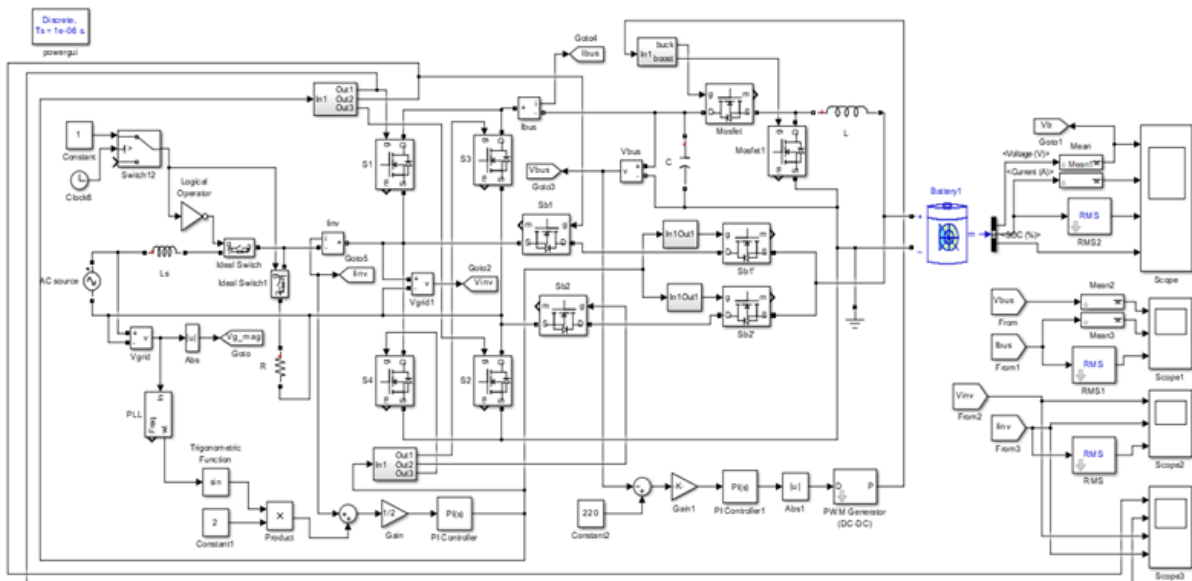 Discrete,
Ts = 1e-06 s.
powergui
Goto4
Ibus
In1
buck
boost
In1
Out1
Out2
Out3
1
Constant
Switch12
Clock6
Logical
Operator
S1
S3
Ibus
Mosfet
Mosfet1
L
C
Vbus
Vbus
Goto3
Vb
Goto1
Mean
Mean1
<Voltage (V)>
<Current (A)>
RMS
RMS2
<SOC (%)>
Scope
Battery1
m
AC source
Ls
Ideal Switch
Ideal Switch1
Iinv
Goto5
Iinv
Sb1
In1Out1
Sb1'
Goto2
Vinv
Vgrid1
Sb2
In1Out1
Sb2'
Vgrid
|u|
Abs
Vg_mag
Goto
R
S4
S2
PLL
In
Freq
wt
Vbus
From
Mean2
Mean3
Ibus
From1
RMS
RMS1
Scope1
Vinv
From2
Iinv
From3
RMS
RMS
Scope2
Trigonometric
Function
sin
2
Constant1
×
Product
1/2
Gain
PI(s)
PI Controller
In1
Out1
Out2
Out3
220
Constant2
-K-
Gain1
PI(s)
PI Controller1
|u|
Abs1
D
P
PWM Generator
(DC-DC)
Scope3